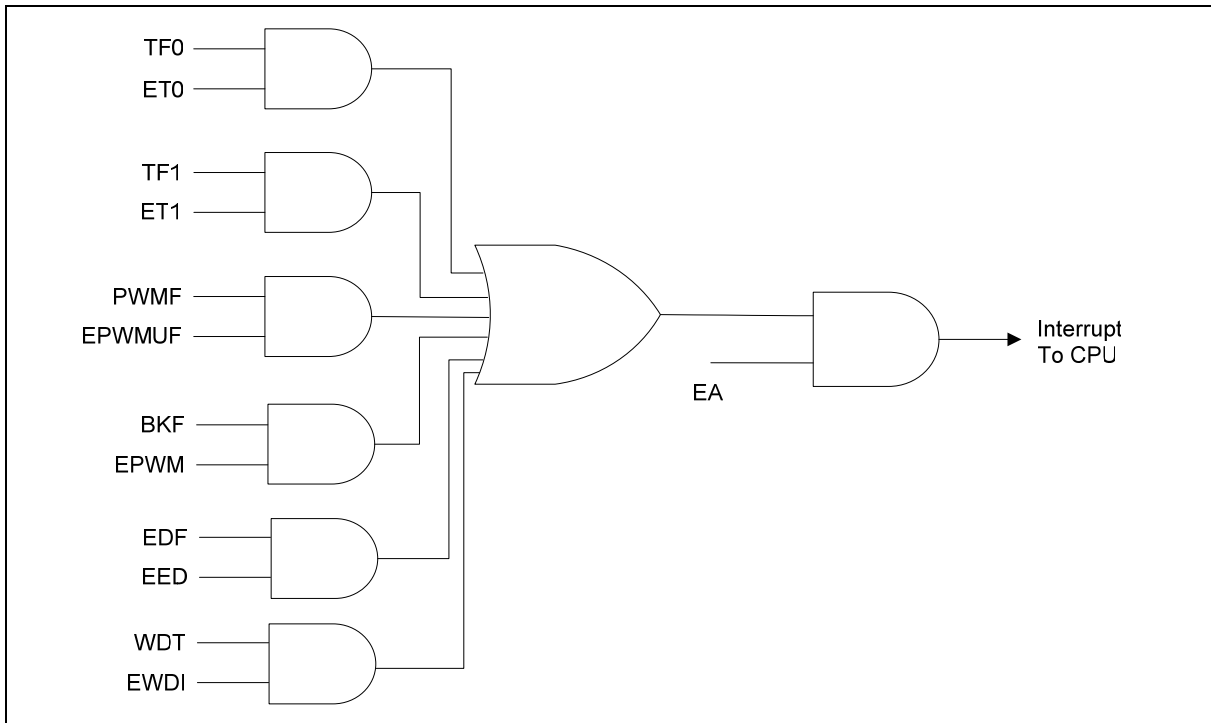 TF0
ET0
TF1
ET1
PWMF
EPWMUF
BKF
EPWM
EDF
EED
WDT
EWDI
EA
Interrupt
To CPU